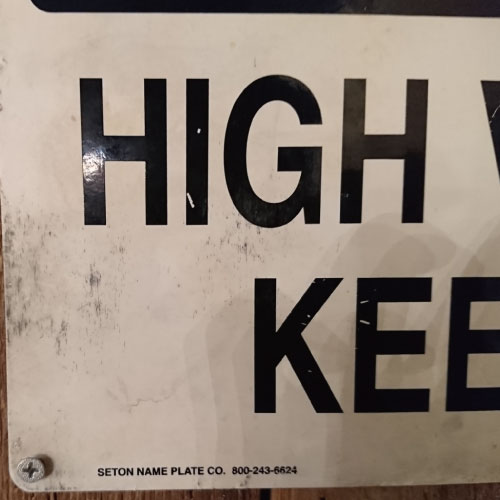 HIGH V
KEE
SETON NAME PLATE CO. 800-243-6624